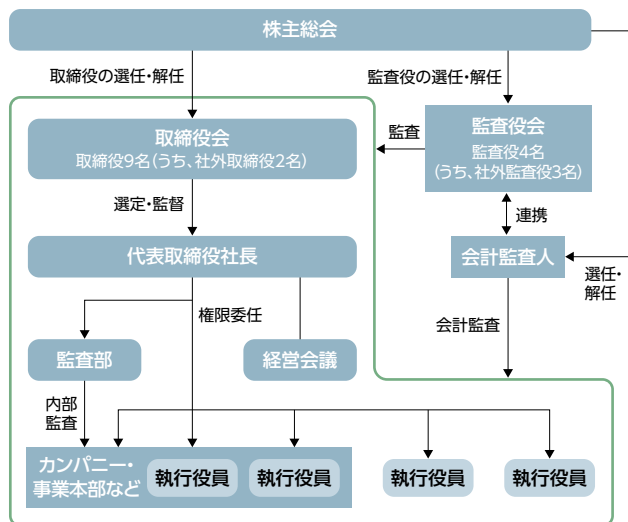 株主総会
取締役の選任・解任
監査役の選任・解任
取締役会
取締役9名(うち、社外取締役2名)
監査
監査役会
監査役4名
(うち、社外監査役3名)
選定・監督
連携
代表取締役社長
会計監査人
選任・
解任
権限委任
会計監査
監査部
経営会議
内部
監査
カンパニー・
事業本部など
執行役員
執行役員
執行役員
執行役員